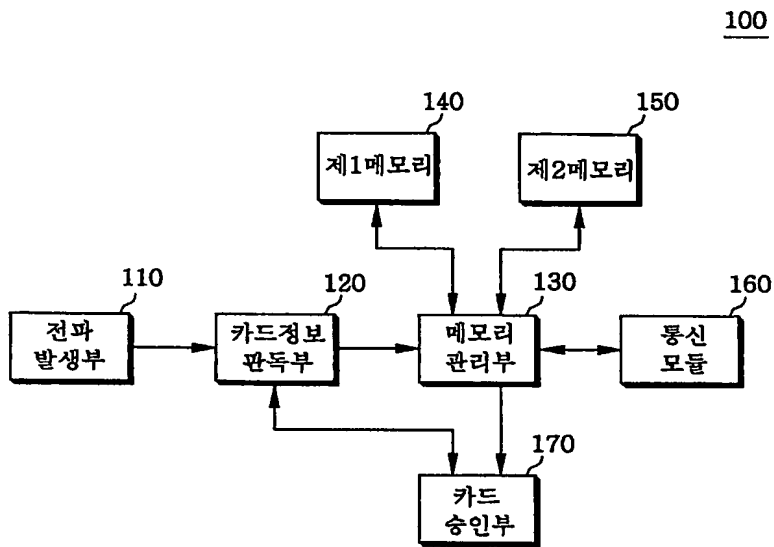 100
140
150
제1메모리
제2메모리
110
120
130
160
전파
발생부
카드정보
판독부
메모리
관리부
통신
모듈
170
카드
승인부